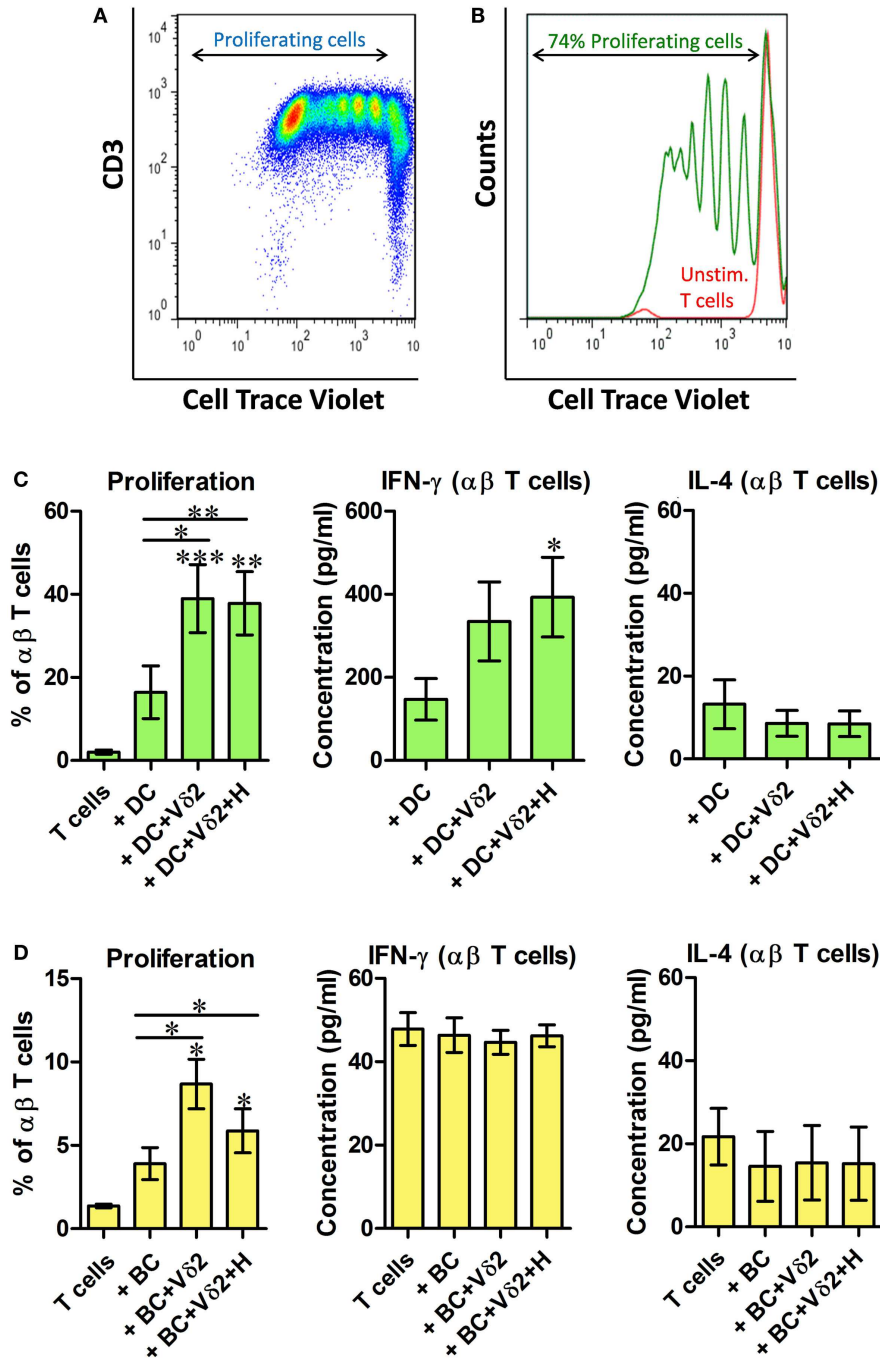 A
Proliferating cells
10⁴
10³
10²
10¹
10⁰
CD3
10⁰ 10¹ 10² 10³ 10
Cell Trace Violet
B
74% Proliferating cells
Counts
Unstim.
T cells
10⁰ 10¹ 10² 10³ 10
Cell Trace Violet
C
Proliferation
% of αβ T cells
60
40
20
0
**
*
*** **
T cells
+ DC
+ DC+Vδ2
+ DC+Vδ2+H
IFN-γ (αβ T cells)
Concentration (pg/ml)
600
400
200
0
*
+ DC
+ DC+Vδ2
+ DC+Vδ2+H
IL-4 (αβ T cells)
Concentration (pg/ml)
60
40
20
0
+ DC
+ DC+Vδ2
+ DC+Vδ2+H
D
Proliferation
% of αβ T cells
15
10
5
0
*
*
*
*
T cells
+ BC
+ BC+Vδ2
+ BC+Vδ2+H
IFN-γ (αβ T cells)
Concentration (pg/ml)
60
40
20
0
T cells
+ BC
+ BC+Vδ2
+ BC+Vδ2+H
IL-4 (αβ T cells)
Concentration (pg/ml)
60
40
20
0
T cells
+ BC
+ BC+Vδ2
+ BC+Vδ2+H